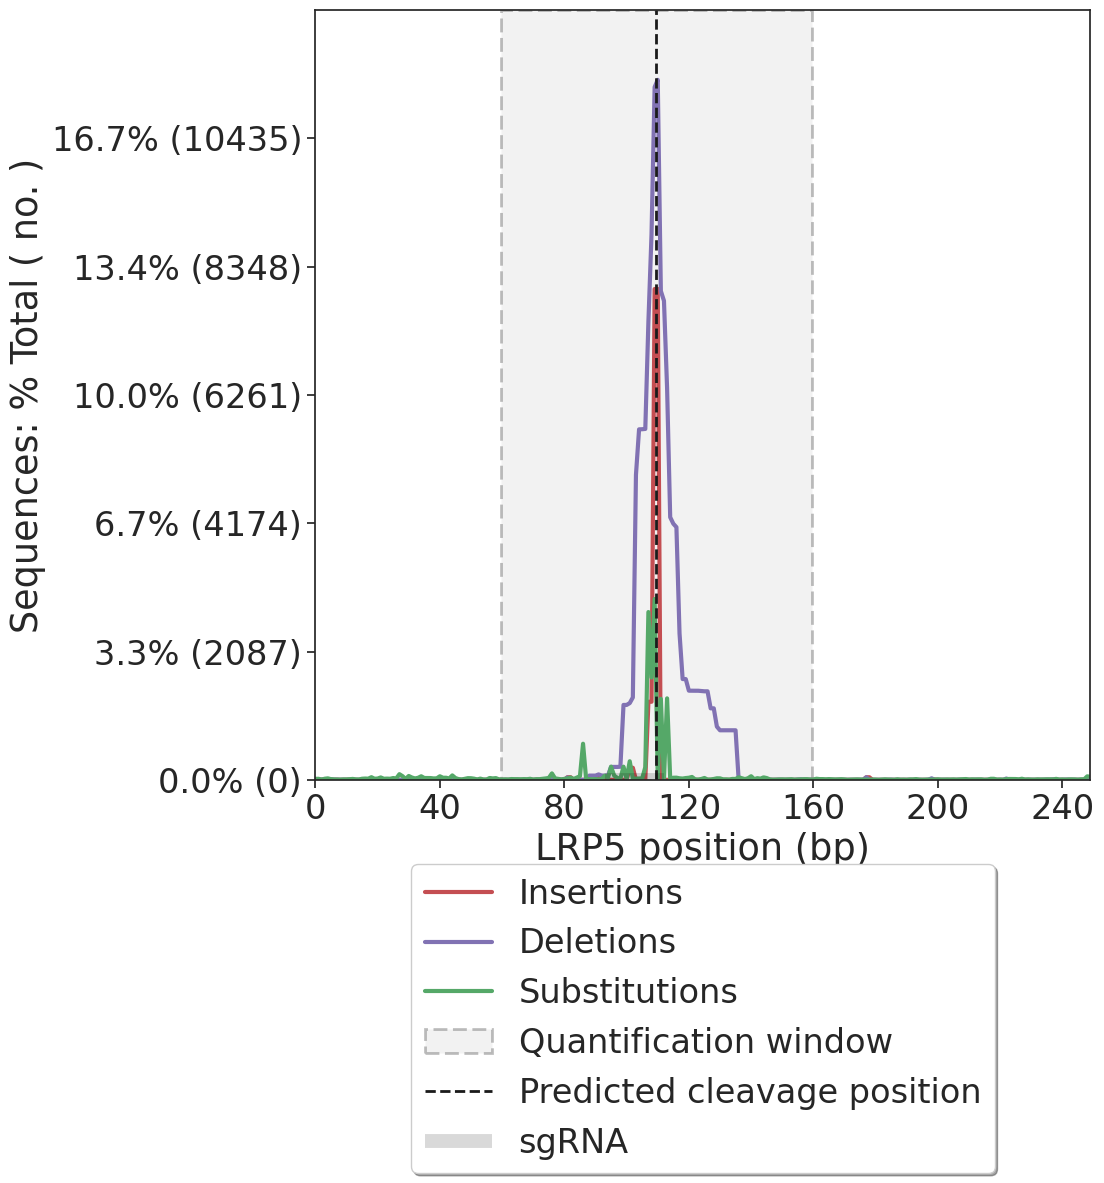 Sequences: % Total ( no. )
16.7% (10435)
13.4% (8348)
10.0% (6261)
6.7% (4174)
3.3% (2087)
0.0% (0)
0 40 80 120 160 200 240
LRP5 position (bp)
Insertions
Deletions
Substitutions
Quantification window
Predicted cleavage position
sgRNA